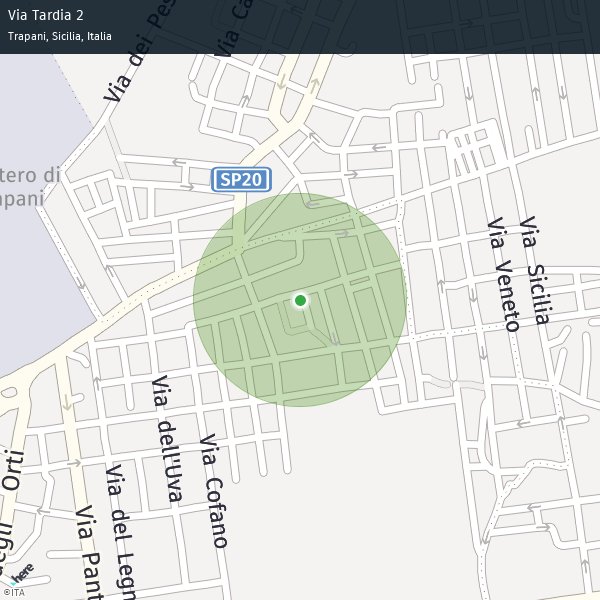 Via Tardia 2
Trapani, Sicilia, Italia
Via dei Pes
Via Ca
tero di
apani
SP20
Via Veneto
Via Sicilia
Via dell'Uva
Via Cofano
Via del Legn
Via Pant
egli Orti
here
©ITA